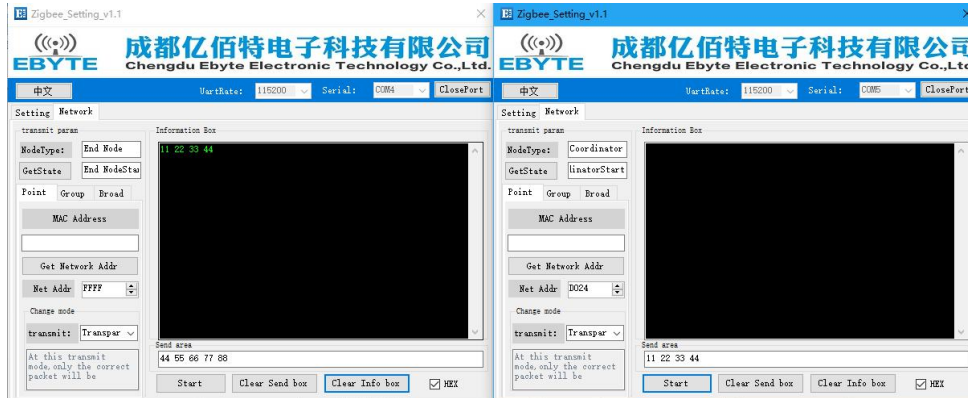 Zigbee_Setting_v1.1
EBYTE
成都亿佰特电子科技有限公司
Chengdu Ebyte Electronic Technology Co.,Ltd.
中文
UartRate: 115200 Serial: COM4 ClosePort
Setting Network
transmit param
NodeType: End Node
GetState End NodeStar
Point Group Broad
MAC Address
Get Network Addr
Net Addr FFFF
Change mode
transmit: Transpar
At this transmit
mode, only the correct
packet will be
Information Box
11 22 33 44
Send area
44 55 66 77 88
Start Clear Send box Clear Info box HEX
Zigbee_Setting_v1.1
EBYTE
成都亿佰特电子科技有限公司
Chengdu Ebyte Electronic Technology Co.,Ltd
中文
UartRate: 115200 Serial: COM5 ClosePort
Setting Network
transmit param
NodeType: Coordinator
GetState linatorStart
Point Group Broad
MAC Address
Get Network Addr
Net Addr D024
Change mode
transmit: Transpar
At this transmit
mode, only the correct
packet will be
Information Box
Send area
11 22 33 44
Start Clear Send box Clear Info box HEX